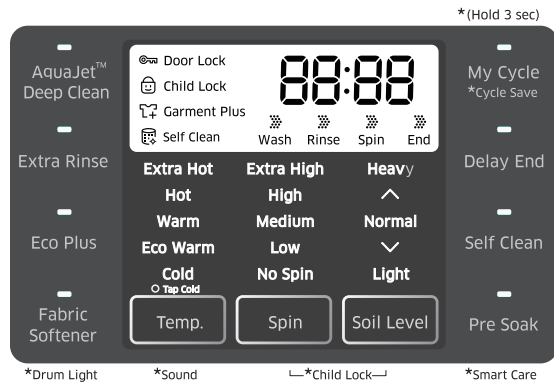 *(Hold 3 sec)
AquaJet™
Deep Clean
Extra Rinse
Eco Plus
Fabric
Softener
Door Lock
Child Lock
Garment Plus
Self Clean
88:88
Wash Rinse Spin End
Extra Hot Extra High Heavy
Hot High
Warm Medium Normal
Eco Warm Low
Cold No Spin Light
Tap Cold
Temp. Spin Soil Level
My Cycle
*Cycle Save
Delay End
Self Clean
Pre Soak
*Drum Light *Sound *Child Lock *Smart Care